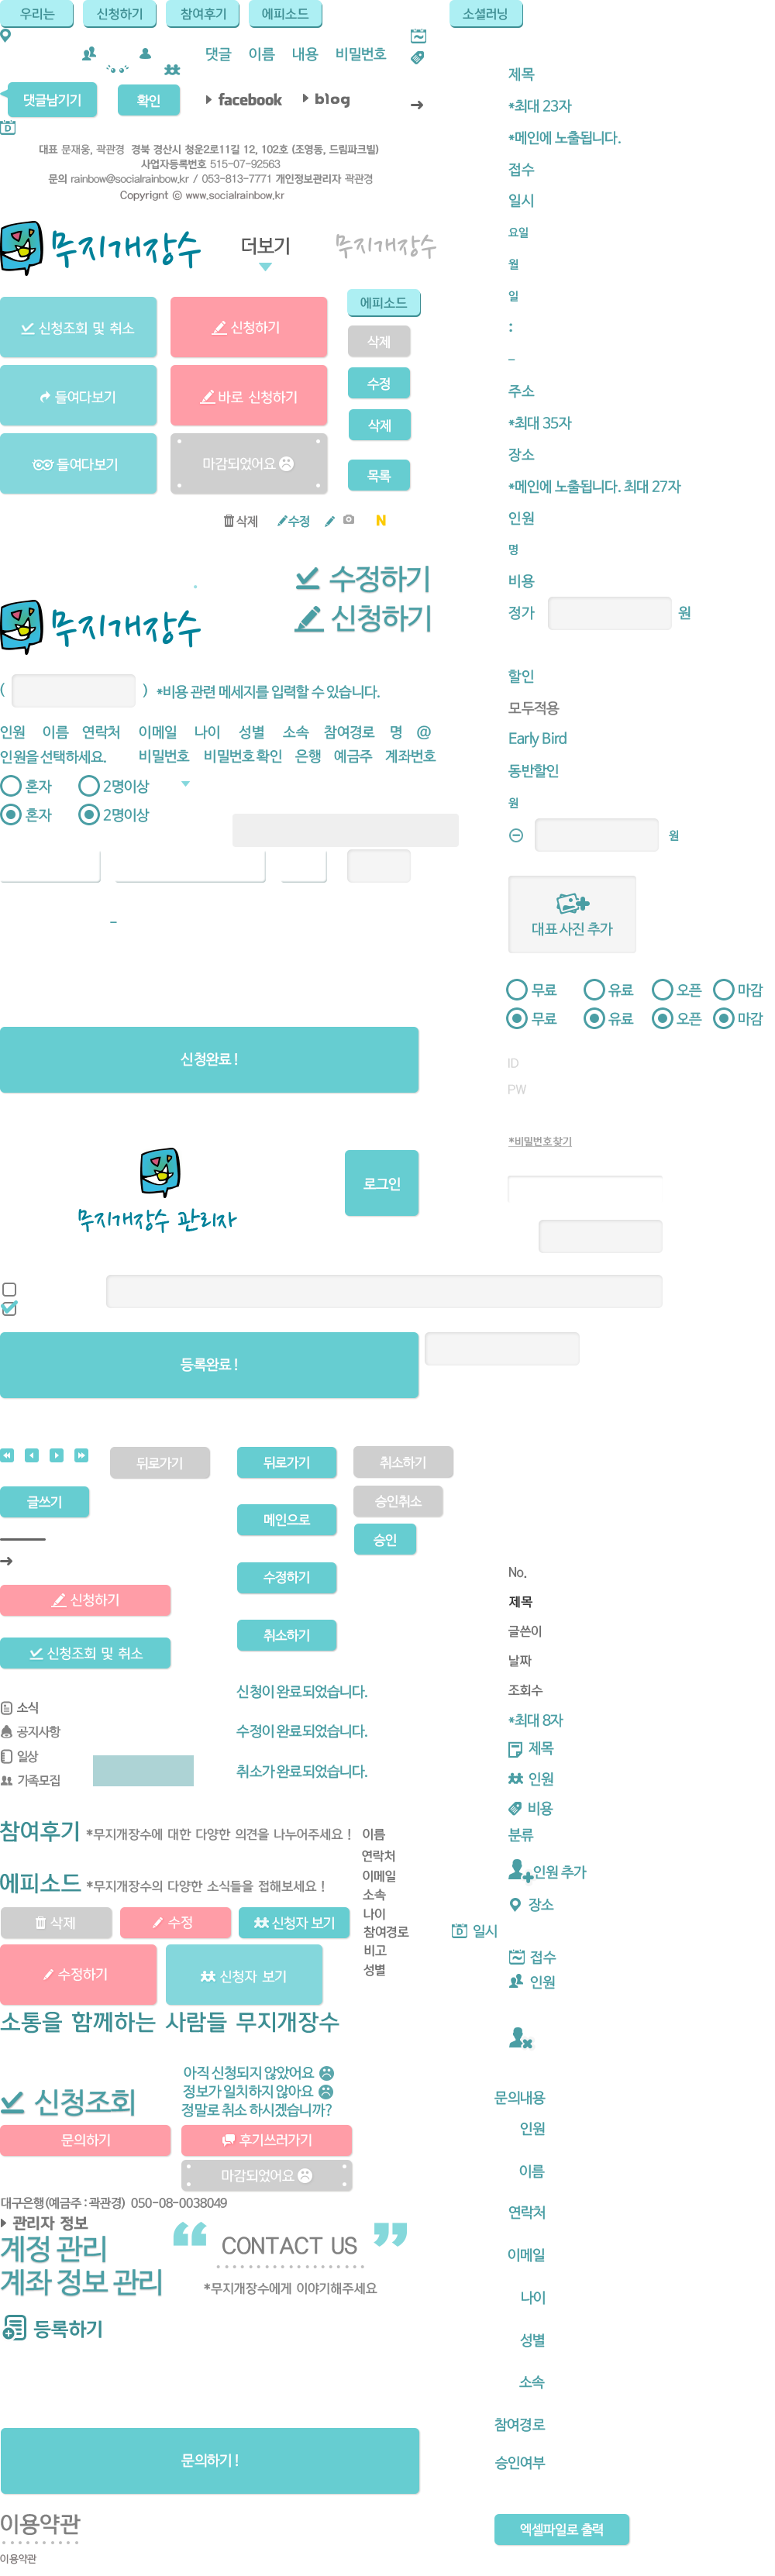 우리는 신청하기 참여후기 에피소드 소셜러닝
댓글 이름 내용 비밀번호
제목
댓글남기기 확인 facebook blog
*최대 23자
*메인에 노출됩니다.
대표 문재웅, 곽관경 경북 경산시 청운2로11길 12, 102호 (조영동, 드림파크빌)
사업자등록번호 515-07-92563
문의 rainbow@socialrainbow.kr / 053-813-7771 개인정보관리자 곽관경
Copyrignt ⓒ www.socialrainbow.kr
접수
일시
요일
무지개장수 더보기 무지개장수
월
일
:
–
신청조회 및 취소 신청하기 에피소드
삭제
들여다보기 바로 신청하기 수정
삭제
들여다보기 마감되었어요 목록
주소
*최대 35자
장소
*메인에 노출됩니다. 최대 27자
인원
삭제 수정 N
명
수정하기
신청하기
비용
정가 원
무지개장수
( ) *비용 관련 메세지를 입력할 수 있습니다.
할인
모두적용
Early Bird
동반할인
원
원
인원 이름 연락처 이메일 나이 성별 소속 참여경로 명 @
인원을 선택하세요. 비밀번호 비밀번호 확인 은행 예금주 계좌번호
혼자 2명이상
혼자 2명이상
–
대표 사진 추가
무료 유료 오픈 마감
무료 유료 오픈 마감
신청완료 !
ID
PW
*비밀번호찾기
로그인
무지개장수 관리자
등록완료 !
뒤로가기 뒤로가기 취소하기
글쓰기 메인으로 승인취소
승인
수정하기
신청하기
취소하기
신청조회 및 취소
No.
제목
글쓴이
날짜
조회수
*최대 8자
제목
인원
비용
분류
인원 추가
장소
일시
접수
인원
신청이 완료되었습니다.
수정이 완료되었습니다.
취소가 완료되었습니다.
소식
공지사항
일상
가족모집
참여후기 *무지개장수에 대한 다양한 의견을 나누어주세요 !
에피소드 *무지개장수의 다양한 소식들을 접해보세요 !
이름
연락처
이메일
소속
나이
참여경로
비고
성별
삭제 수정 신청자 보기
수정하기 신청자 보기
소통을 함께하는 사람들 무지개장수
신청조회
아직 신청되지 않았어요
정보가 일치하지 않아요
정말로 취소 하시겠습니까?
문의하기 후기쓰러가기
마감되었어요
대구은행(예금주 : 곽관경) 050-08-0038049
관리자 정보
계정 관리
계좌 정보 관리
등록하기
“ CONTACT US ”
*무지개장수에게 이야기해주세요
문의내용
인원
이름
연락처
이메일
나이
성별
소속
참여경로
승인여부
문의하기 !
엑셀파일로 출력
이용약관
이용약관